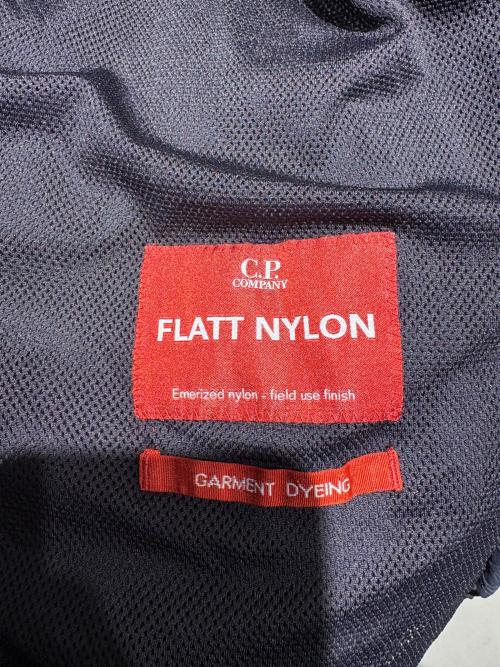 C.P.
COMPANY
FLATT NYLON
Emerized nylon - field use finish
GARMENT DYEING